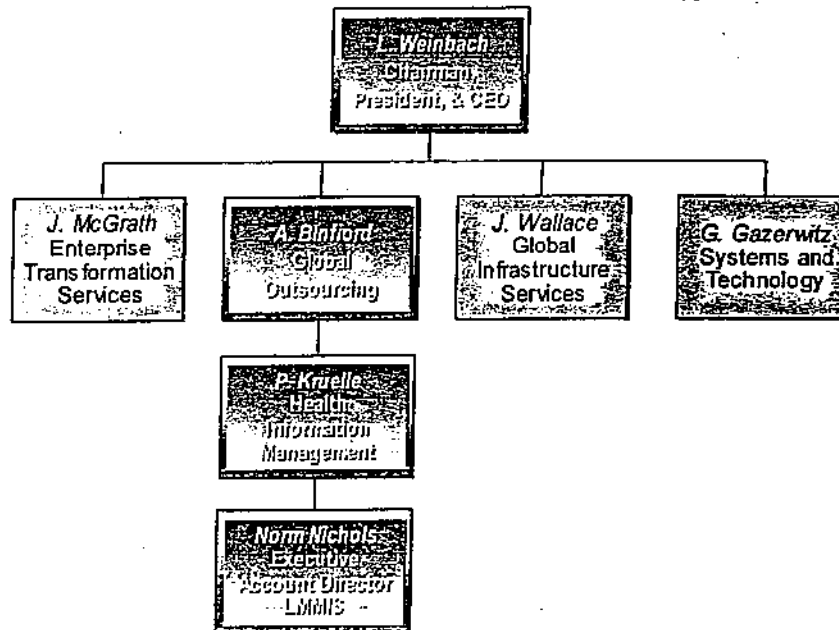 L. Weinbach
Chairman,
President, & CEO
J. McGrath
Enterprise
Transformation
Services
A. Binfiord
Global
Outsourcing
J. Wallace
Global
Infrastructure
Services
G. Gazerwitz
Systems and
Technology
P. Kruelle
Health
Information
Management
Norm Nichols
Executive
Account Director
LMMIS